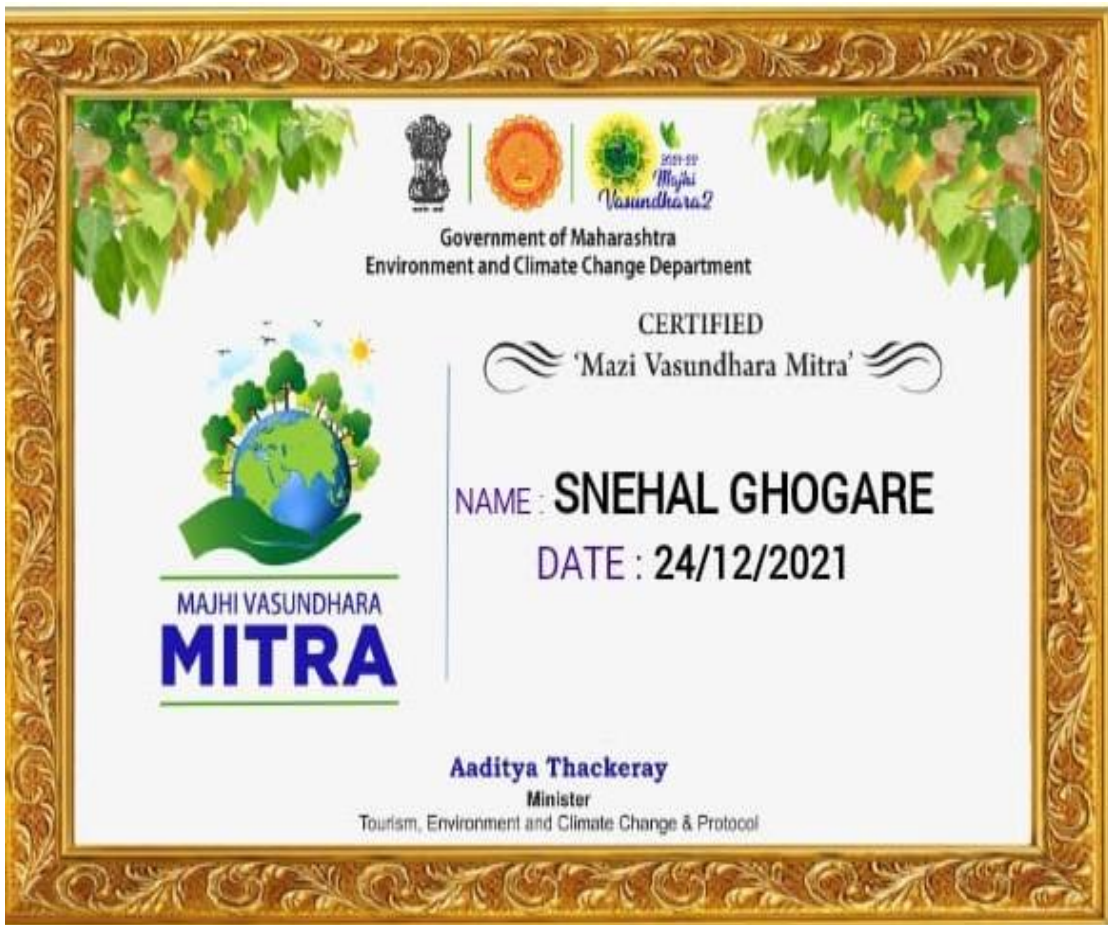 2021-22
Majhi
Vasundhara2
Government of Maharashtra
Environment and Climate Change Department
CERTIFIED
'Mazi Vasundhara Mitra'
NAME : SNEHAL GHOGARE
DATE : 24/12/2021
MAJHI VASUNDHARA
MITRA
Aaditya Thackeray
Minister
Tourism, Environment and Climate Change & Protocol